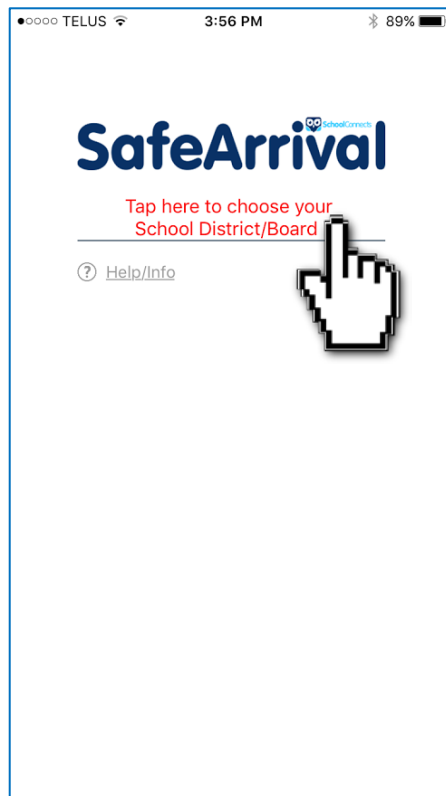 TELUS 3:56 PM 89%
SchoolConnects
SafeArrival
Tap here to choose your
School District/Board
? Help/Info